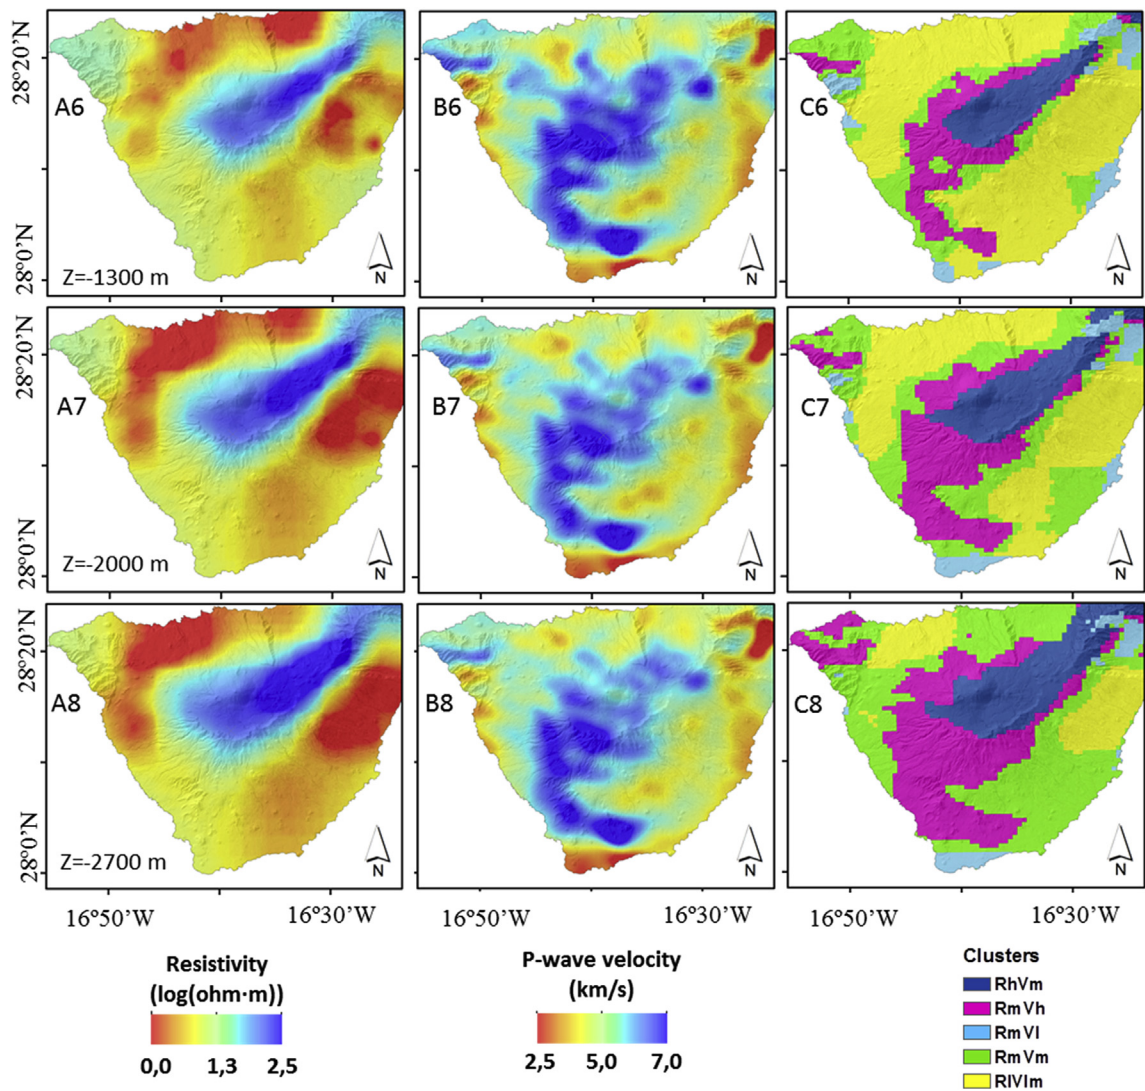 28°20'N
A6
B6
C6
28°0'N
Z=-1300 m
N
N
N
28°20'N
A7
B7
C7
28°0'N
Z=-2000 m
N
N
N
28°20'N
A8
B8
C8
28°0'N
Z=-2700 m
N
N
N
16°50'W
16°30'W
16°50'W
16°30'W
16°50'W
16°30'W
Resistivity
(log(ohm·m))
0,0
1,3
2,5
P-wave velocity
(km/s)
2,5
5,0
7,0
Clusters
RhVm
RmVh
RmVl
RmVm
RlVlm